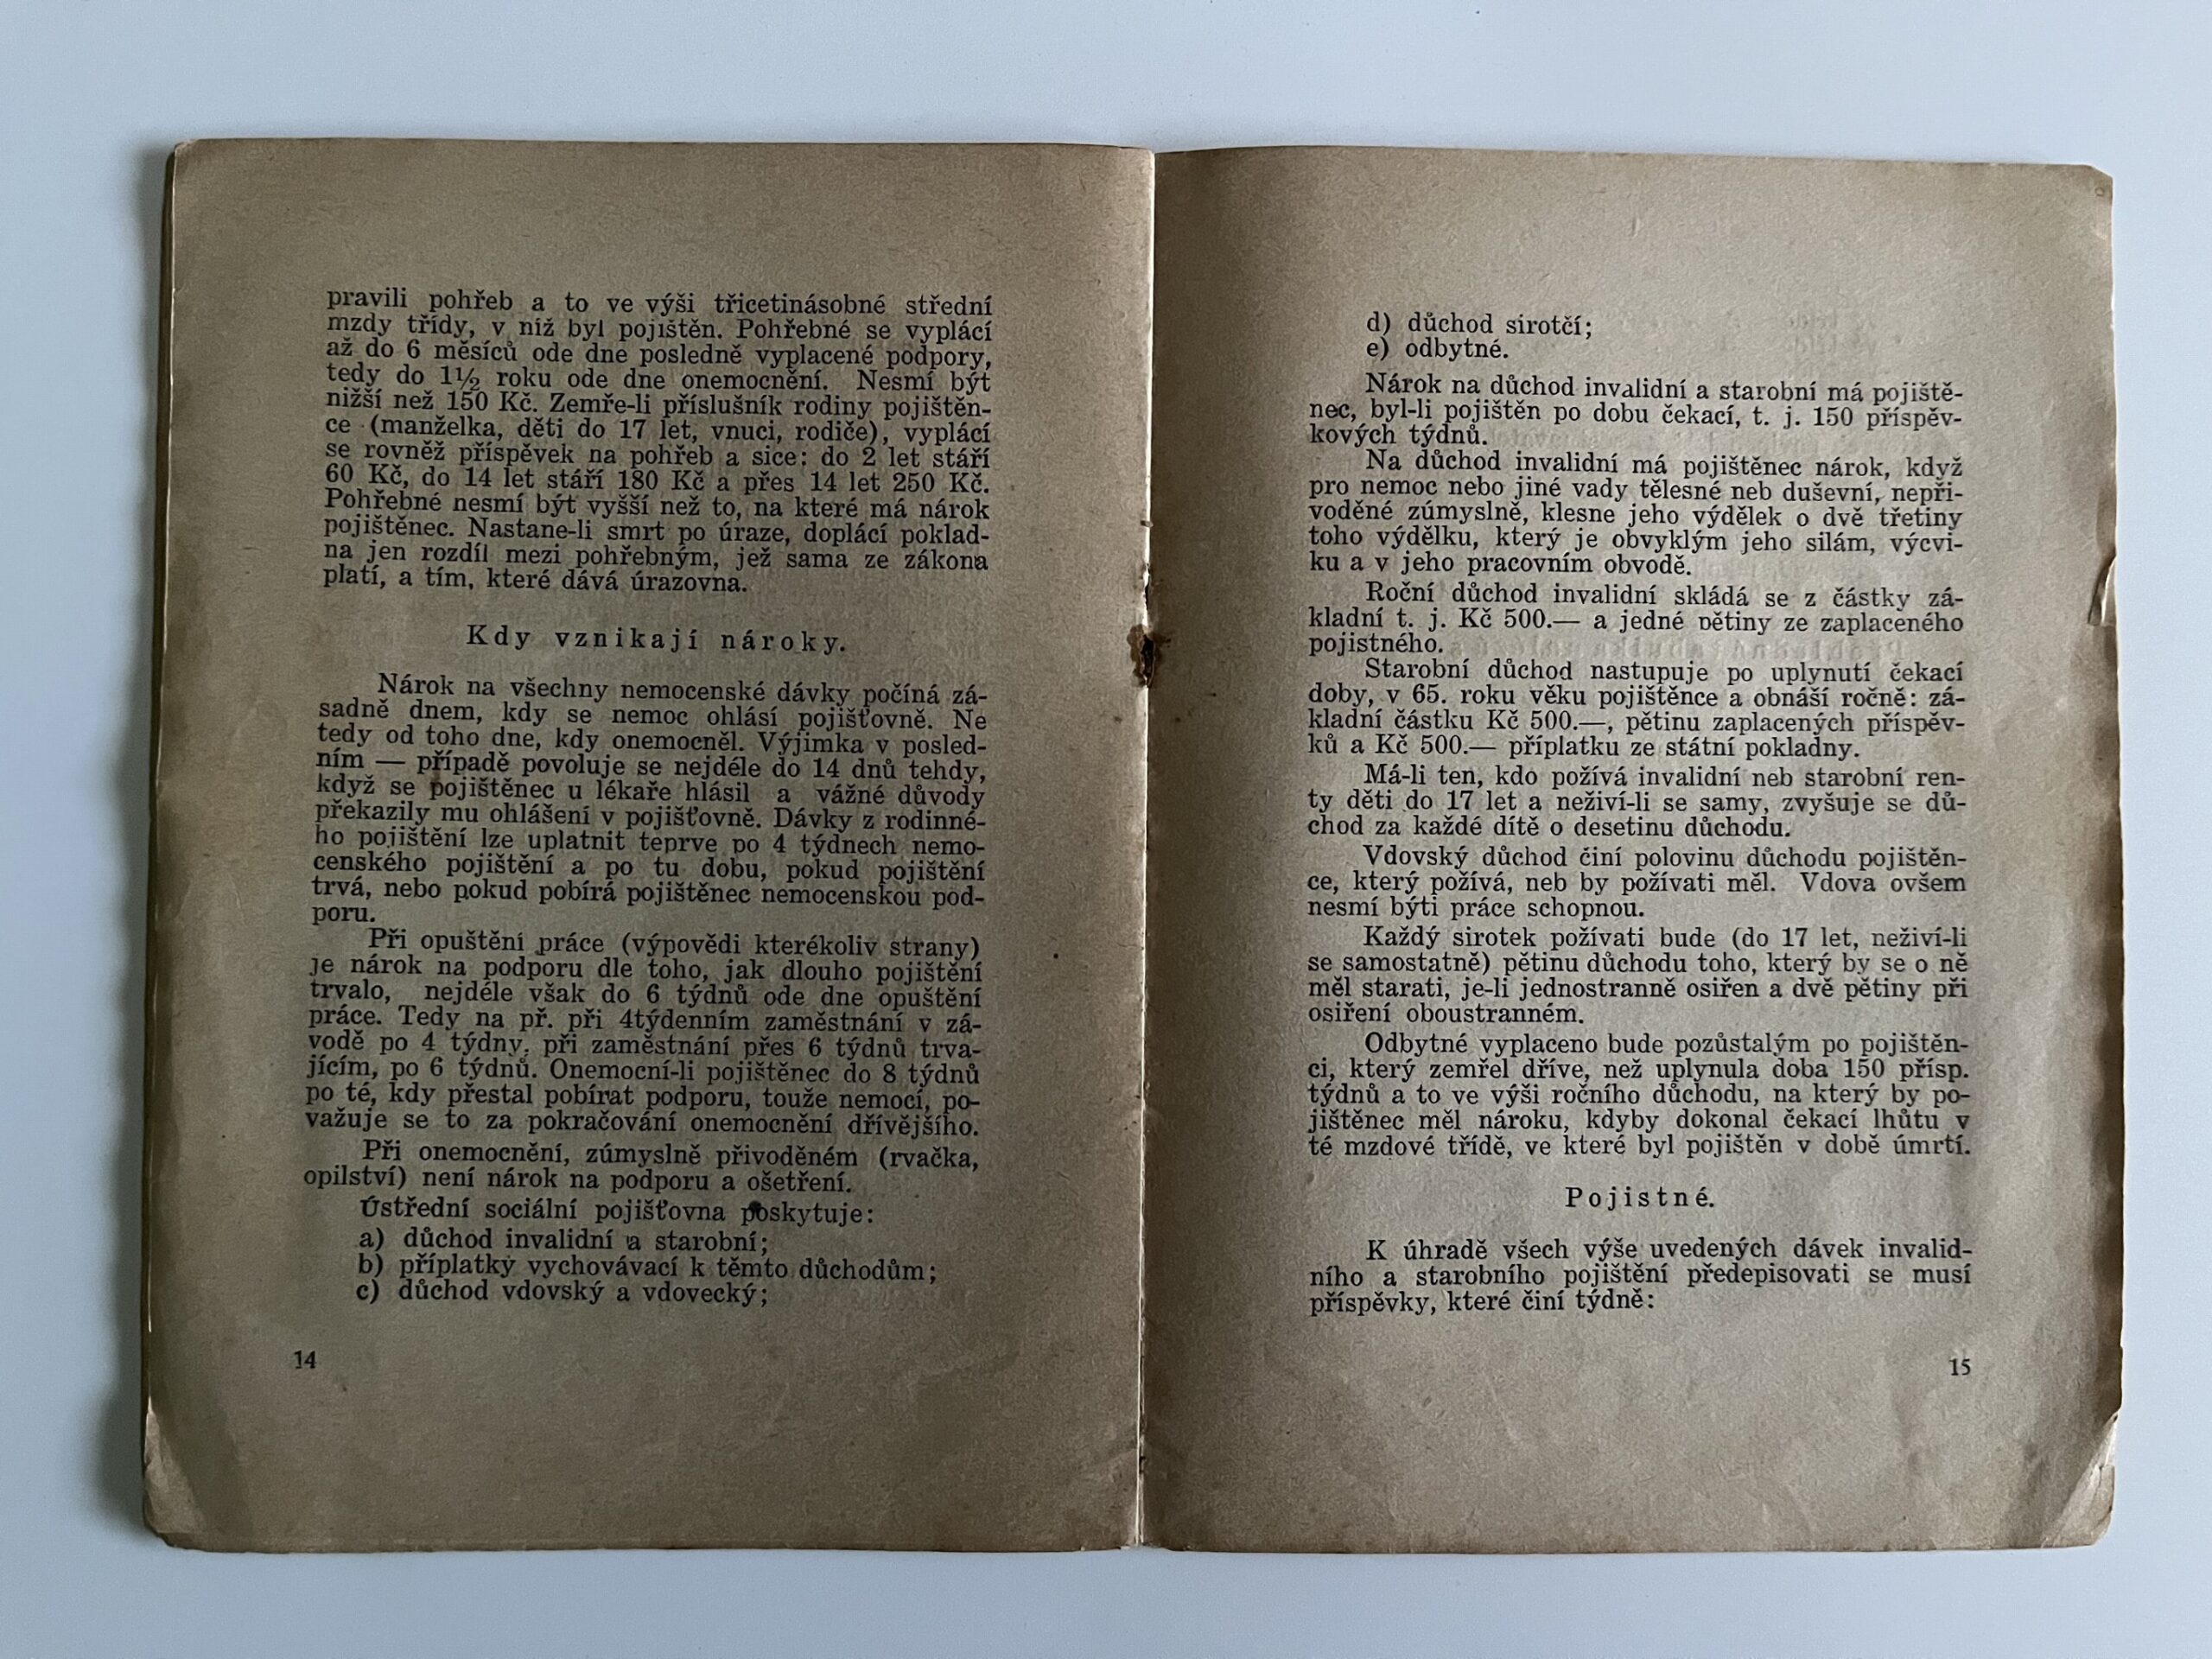 pravili pohřeb a to ve výši třicetinásobné střední
mzdy třídy, v níž byl pojištěn. Pohřebné se vyplácí
až do 6 měsíců ode dne posledně vyplacené podpory,
tedy do 1½ roku ode dne onemocnění. Nesmí být
nižší než 150 Kč. Zemře-li příslušník rodiny pojištěn-
ce (manželka, děti do 17 let, vnuci, rodiče), vyplácí
se rovněž příspěvek na pohřeb a sice: do 2 let stáří
60 Kč, do 14 let stáří 180 Kč a přes 14 let 250 Kč.
Pohřebné nesmí být vyšší než to, na které má nárok
pojištěnec. Nastane-li smrt po úraze, doplácí poklad-
na jen rozdíl mezi pohřebným, jež sama ze zákona
platí, a tím, které dává úrazovna.
Kdy vznikají nároky.
Nárok na všechny nemocenské dávky počíná zá-
sadně dnem, kdy se nemoc ohlásí pojišťovně. Ne
tedy od toho dne, kdy onemocněl. Výjimka v posled-
ním — případě povoluje se nejdéle do 14 dnů tehdy,
když se pojištěnec u lékaře hlásil a vážné důvody
překazily mu ohlášení v pojišťovně. Dávky z rodinné-
ho pojištění lze uplatnit teprve po 4 týdnech nemo-
cenského pojištění a po tu dobu, pokud pojištění
trvá, nebo pokud pobírá pojištěnec nemocenskou pod-
poru.
Při opuštění práce (výpovědi kterékoliv strany)
je nárok na podporu dle toho, jak dlouho pojištění
trvalo, nejdéle však do 6 týdnů ode dne opuštění
práce. Tedy na př. při 4týdenním zaměstnání v zá-
vodě po 4 týdny, při zaměstnání přes 6 týdnů trva-
jícím, po 6 týdnů. Onemocní-li pojištěnec do 8 týdnů
po té, kdy přestal pobírat podporu, touže nemocí, po-
važuje se to za pokračování onemocnění dřívějšího.
Při onemocnění, zúmyslně přivoděném (rvačka,
opilství) není nárok na podporu a ošetření.
Ústřední sociální pojišťovna poskytuje:
a) důchod invalidní a starobní;
b) příplatky vychovávací k těmto důchodům;
c) důchod vdovský a vdovecký;
14
d) důchod sirotčí;
e) odbytné.
Nárok na důchod invalidní a starobní má pojiště-
nec, byl-li pojištěn po dobu čekací, t. j. 150 příspěv-
kových týdnů.
Na důchod invalidní má pojištěnec nárok, když
pro nemoc nebo jiné vady tělesné neb duševní, nepři-
voděné zúmyslně, klesne jeho výdělek o dvě třetiny
toho výdělku, který je obvyklým jeho silám, výcvi-
ku a v jeho pracovním obvodě.
Roční důchod invalidní skládá se z částky zá-
kladní t. j. Kč 500.— a jedné pětiny ze zaplaceného
pojistného.
Starobní důchod nastupuje po uplynutí čekací
doby, v 65. roku věku pojištěnce a obnáší ročně: zá-
kladní částku Kč 500.—, pětinu zaplacených příspěv-
ků a Kč 500.— příplatku ze státní pokladny.
Má-li ten, kdo požívá invalidní neb starobní ren-
ty děti do 17 let a neživí-li se samy, zvyšuje se dů-
chod za každé dítě o desetinu důchodu.
Vdovský důchod činí polovinu důchodu pojištěn-
ce, který požívá, neb by požívati měl. Vdova ovšem
nesmí býti práce schopnou.
Každý sirotek požívati bude (do 17 let, neživí-li
se samostatně) pětinu důchodu toho, který by se o ně
měl starati, je-li jednostranně osiřen a dvě pětiny při
osiření oboustranném.
Odbytné vyplaceno bude pozůstalým po pojištěn-
ci, který zemřel dříve, než uplynula doba 150 přísp.
týdnů a to ve výši ročního důchodu, na který by po-
jištěnec měl nároku, kdyby dokonal čekací lhůtu v
té mzdové třídě, ve které byl pojištěn v době úmrtí.
Pojistné.
K úhradě všech výše uvedených dávek invalid-
ního a starobního pojištění předepisovati se musí
příspěvky, které činí týdně:
15